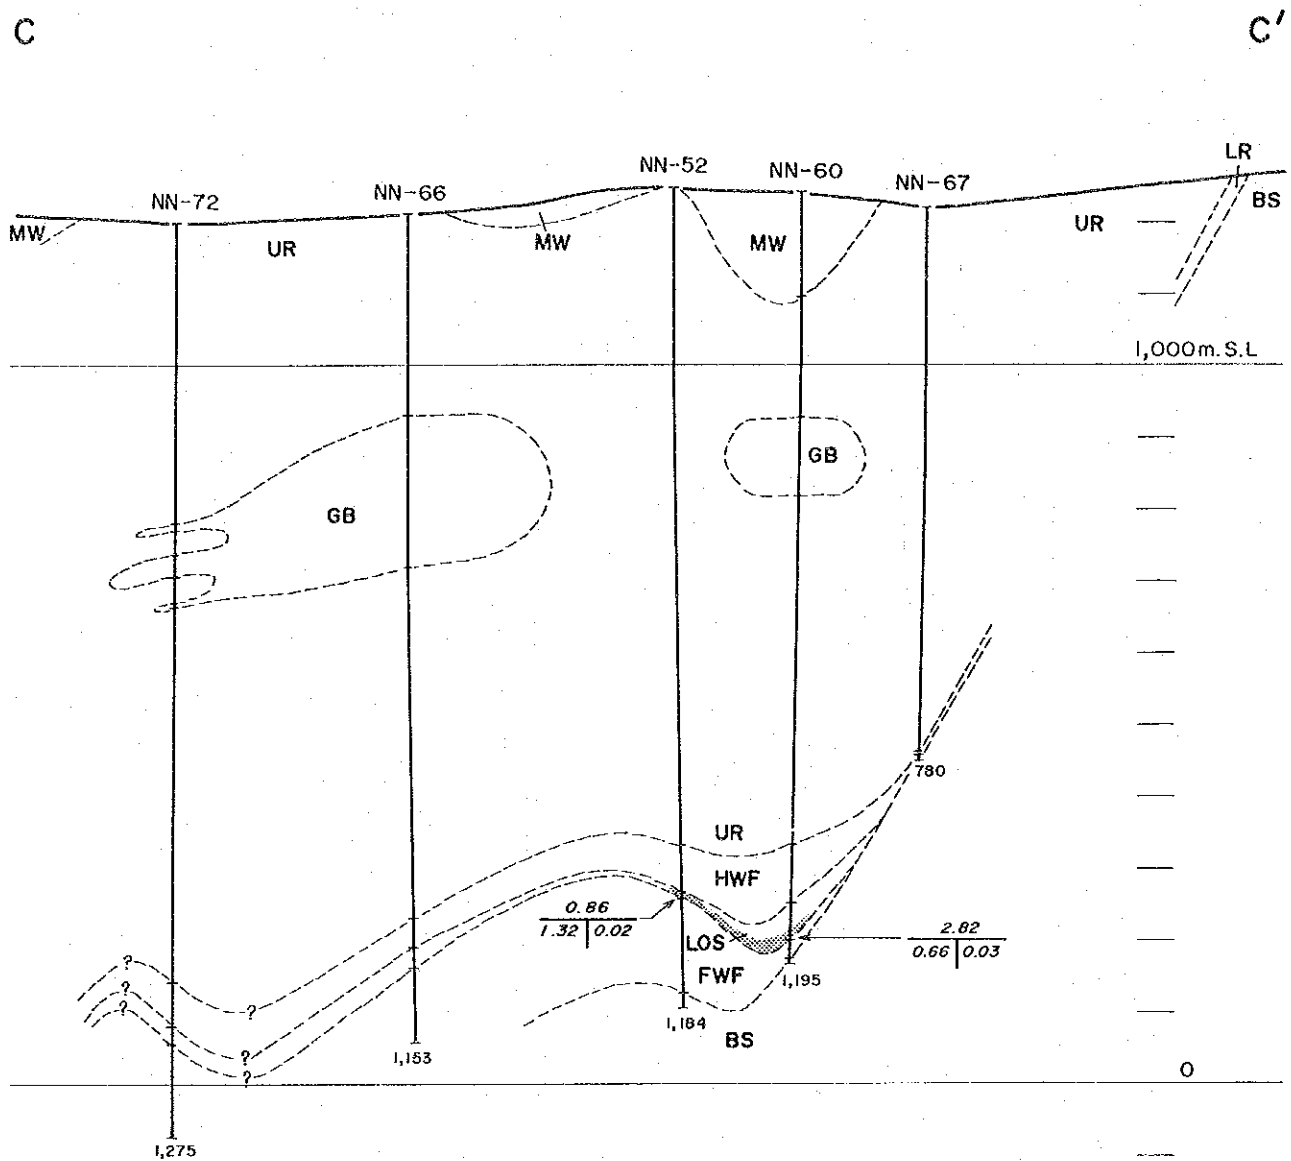 C
C'
LR
NN-52
NN-60
NN-67
NN-66
NN-72
BS
MW
UR
MW
MW
UR
1,000m. S.L
GB
GB
780
UR
HWF
0.86
1.32 | 0.02
2.82
0.66 | 0.03
LOS
FWF
1,195
?
?
?
?
?
?
1,184
BS
1,153
0
1,275